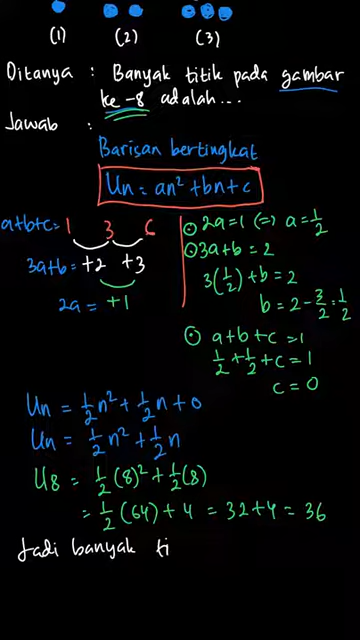 (1) (2) (3)
Ditanya : Banyak titik pada gambar
ke-8 adalah...
Jawab :
Barisan bertingkat
Un = an² + bn + c
a+b+c = 1 3 6
3a+b = +2 +3
2a = +1
⊙ 2a = 1 (=) a = 1/2
⊙ 3a+b = 2
3(1/2) + b = 2
b = 2 - 3/2 = 1/2
⊙ a+b+c = 1
1/2 + 1/2 + c = 1
c = 0
Un = 1/2 n² + 1/2 n + 0
Un = 1/2 n² + 1/2 n
U8 = 1/2 (8)² + 1/2 (8)
= 1/2 (64) + 4 = 32 + 4 = 36
Jadi banyak ti